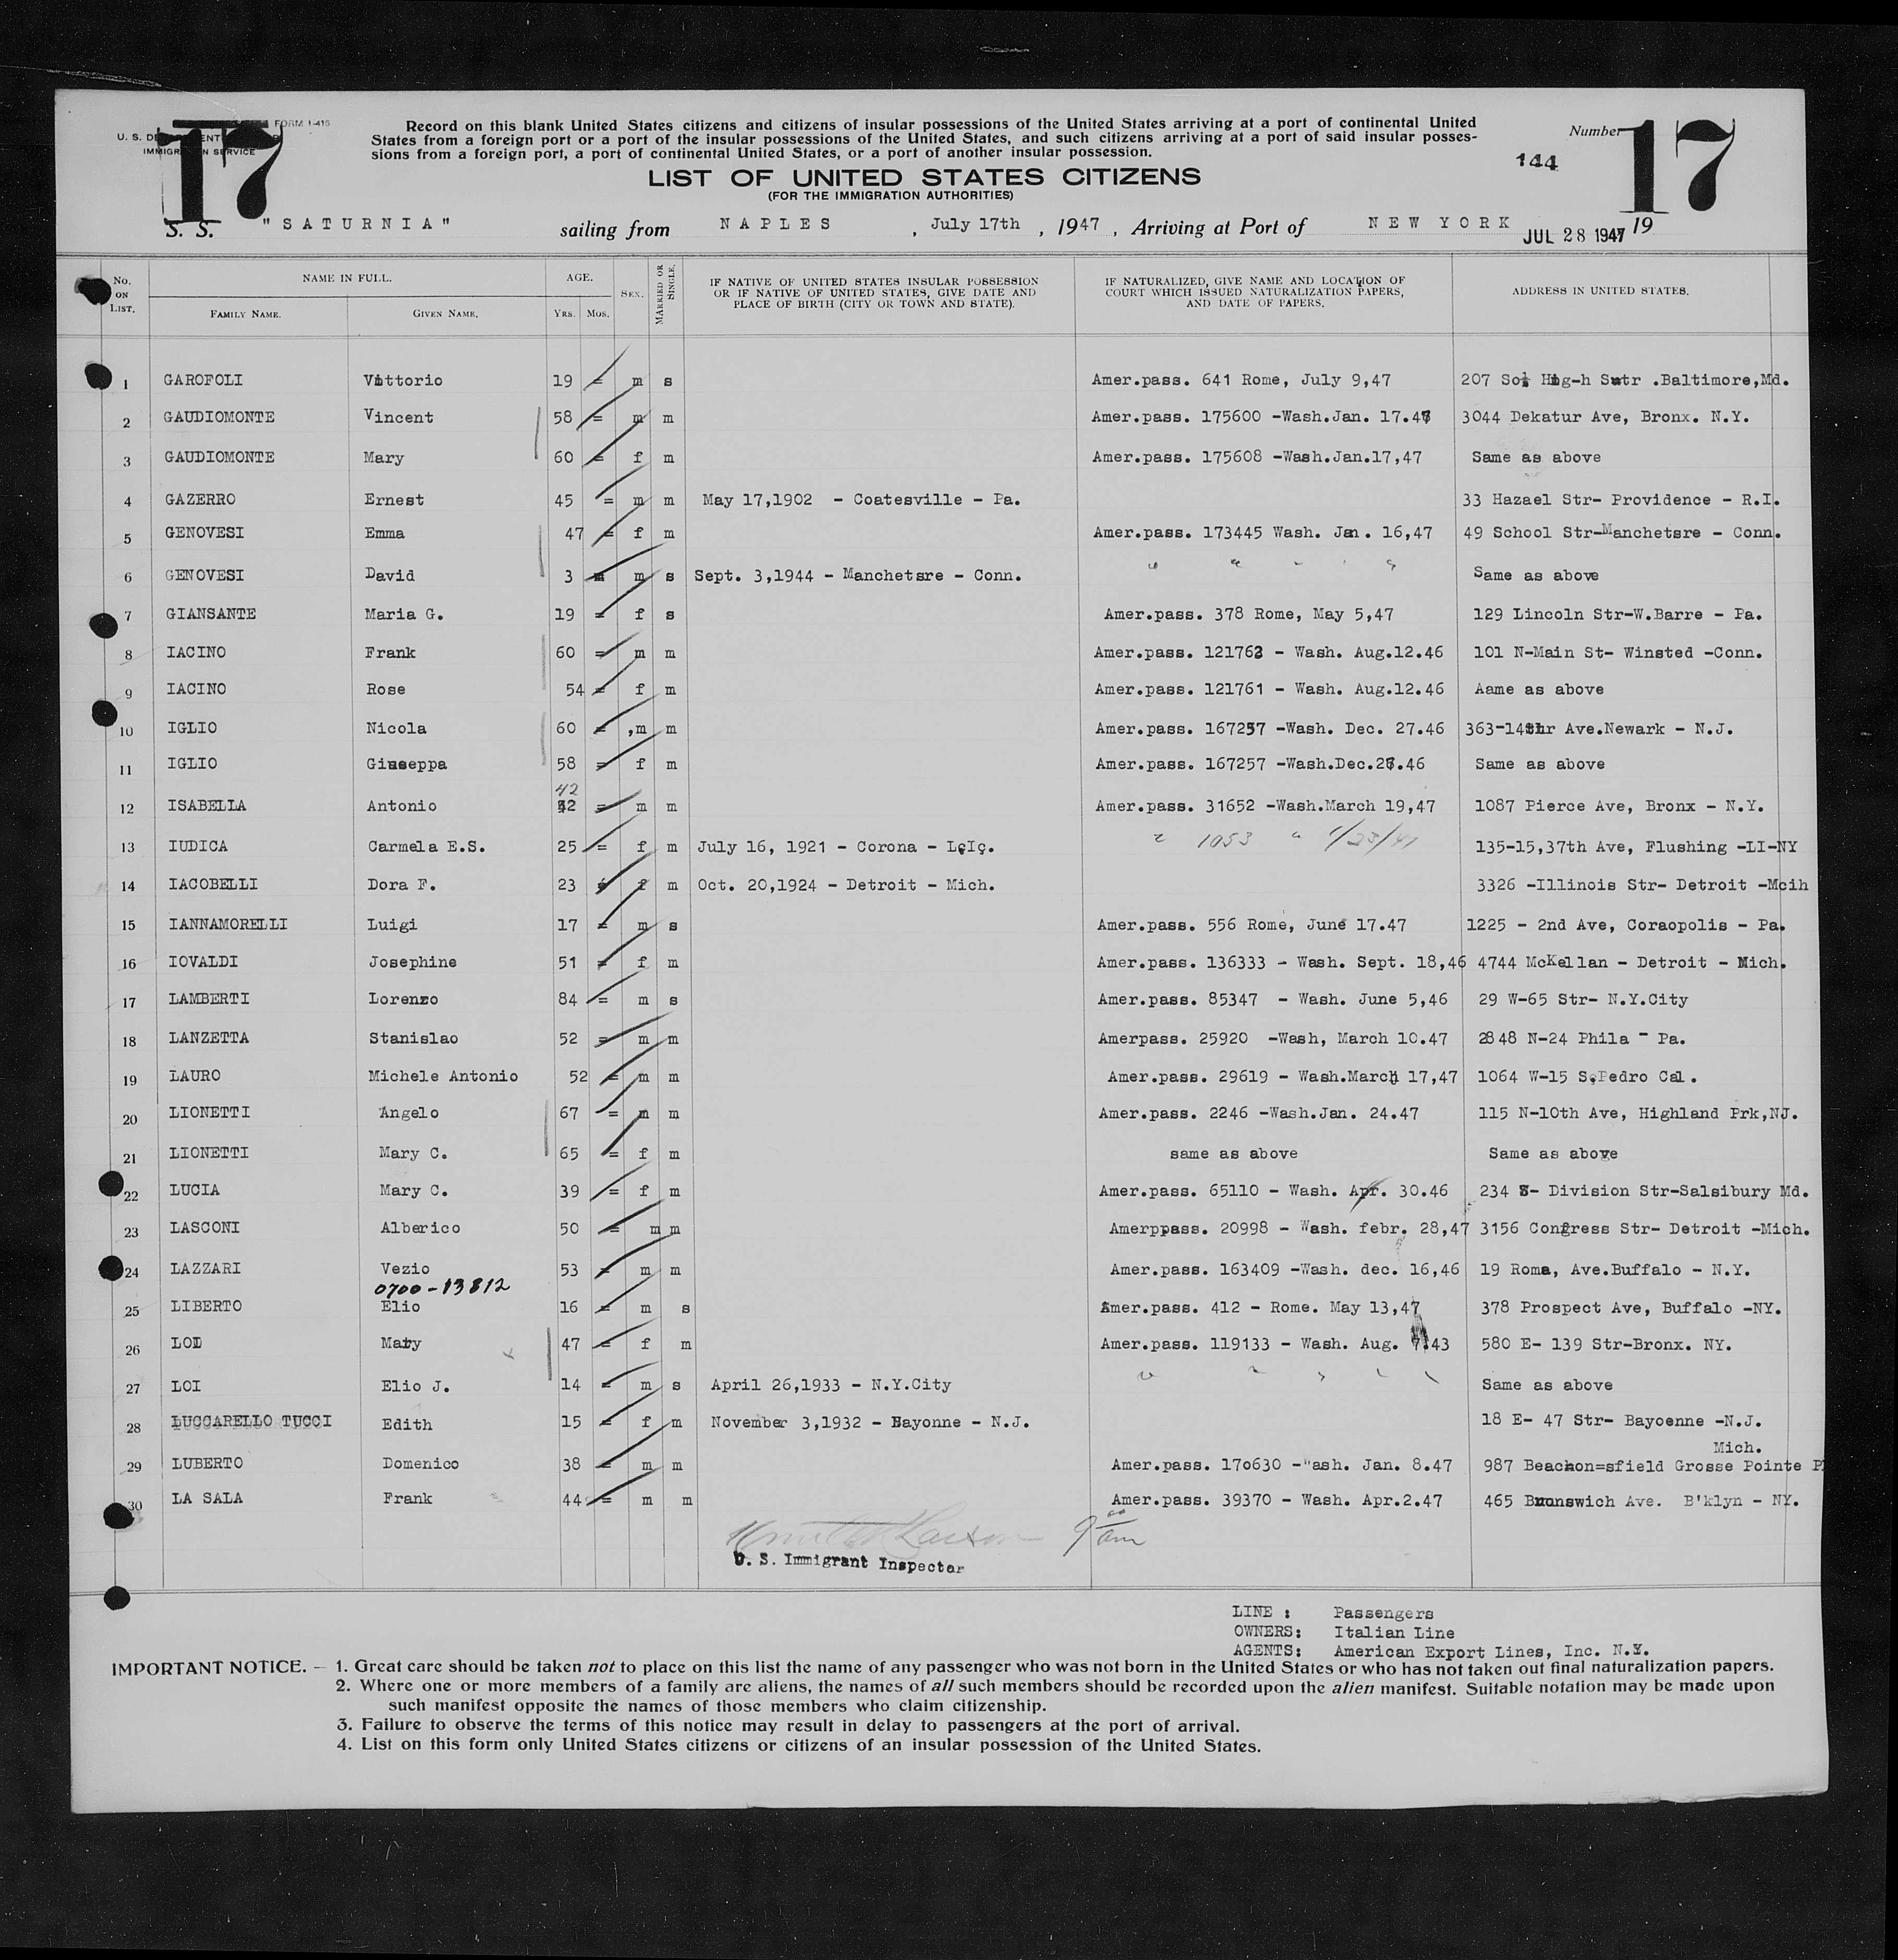 FORM I-415
U. S. DEPARTMENT
IMMIGRATION SERVICE
17
Record on this blank United States citizens and citizens of insular possessions of the United States arriving at a port of continental United
States from a foreign port or a port of the insular possessions of the United States, and such citizens arriving at a port of said insular posses-
sions from a foreign port, a port of continental United States, or a port of another insular possession.
Number 17
144
LIST OF UNITED STATES CITIZENS
(FOR THE IMMIGRATION AUTHORITIES)
S. S. "SATURNIA" sailing from NAPLES , July 17th , 1947 , Arriving at Port of NEW YORK JUL 28 1947 19
No. ON LIST. NAME IN FULL. FAMILY NAME. GIVEN NAME. AGE. YRS. MOS. SEX. MARRIED OR SINGLE. IF NATIVE OF UNITED STATES INSULAR POSSESSION OR IF NATIVE OF UNITED STATES, GIVE DATE AND PLACE OF BIRTH (CITY OR TOWN AND STATE). IF NATURALIZED, GIVE NAME AND LOCATION OF COURT WHICH ISSUED NATURALIZATION PAPERS, AND DATE OF PAPERS. ADDRESS IN UNITED STATES.
1 GAROFOLI Vittorio 19 = m s Amer.pass. 641 Rome, July 9,47 207 So. Hig-h Sutr .Baltimore,Md.
2 GAUDIOMONTE Vincent 58 = m m Amer.pass. 175600 -Wash.Jan. 17.47 3044 Dekatur Ave, Bronx. N.Y.
3 GAUDIOMONTE Mary 60 = f m Amer.pass. 175608 -Wash.Jan.17,47 Same as above
4 GAZERRO Ernest 45 = m m May 17,1902 - Coatesville - Pa. 33 Hazael Str- Providence - R.I.
5 GENOVESI Emma 47 = f m Amer.pass. 173445 Wash. Jan. 16,47 49 School Str-Manchetsre - Conn.
6 GENOVESI David 3 m s Sept. 3,1944 - Manchetsre - Conn. " " " " Same as above
7 GIANSANTE Maria G. 19 = f s Amer.pass. 378 Rome, May 5,47 129 Lincoln Str-W.Barre - Pa.
8 IACINO Frank 60 = m m Amer.pass. 121762 - Wash. Aug.12.46 101 N-Main St- Winsted -Conn.
9 IACINO Rose 54 = f m Amer.pass. 121761 - Wash. Aug.12.46 Aame as above
10 IGLIO Nicola 60 = ,m m Amer.pass. 167257 -Wash. Dec. 27.46 363-14thr Ave.Newark - N.J.
11 IGLIO Giuseppa 58 = f m Amer.pass. 167257 -Wash.Dec.27.46 Same as above
42
12 ISABELLA Antonio 42 = m m Amer.pass. 31652 -Wash.March 19,47 1087 Pierce Ave, Bronx - N.Y.
13 IUDICA Carmela E.S. 25 = f m July 16, 1921 - Corona - LçIç. " 1053 " 1/23/47 135-15,37th Ave, Flushing -LI-NY
14 IACOBELLI Dora F. 23 f m Oct. 20,1924 - Detroit - Mich. 3326 -Illinois Str- Detroit -Mcih
15 IANNAMORELLI Luigi 17 = m s Amer.pass. 556 Rome, June 17.47 1225 - 2nd Ave, Coraopolis - Pa.
16 IOVALDI Josephine 51 = f m Amer.pass. 136333 - Wash. Sept. 18,46 4744 McKellan - Detroit - Mich.
17 LAMBERTI Lorenzo 84 = m s Amer.pass. 85347 - Wash. June 5,46 29 W-65 Str- N.Y.City
18 LANZETTA Stanislao 52 = m m Amerpass. 25920 -Wash, March 10.47 2848 N-24 Phila - Pa.
19 LAURO Michele Antonio 52 = m m Amer.pass. 29619 - Wash.March 17,47 1064 W-15 S.Pedro Cal.
20 LIONETTI Angelo 67 = m m Amer.pass. 2246 -Wash.Jan. 24.47 115 N-10th Ave, Highland Prk,NJ.
21 LIONETTI Mary C. 65 = f m same as above Same as above
22 LUCIA Mary C. 39 = f m Amer.pass. 65110 - Wash. Apr. 30.46 234 S- Division Str-Salsibury Md.
23 LASCONI Alberico 50 = m m Amerppass. 20998 - Wash. febr. 28,47 3156 Congress Str- Detroit -Mich.
24 LAZZARI Vezio 53 = m m Amer.pass. 163409 -Wash. dec. 16,46 19 Roma, Ave.Buffalo - N.Y.
0700-13812
25 LIBERTO Elio 16 = m s Amer.pass. 412 - Rome. May 13,47 378 Prospect Ave, Buffalo -NY.
26 LOI Mary 47 = f m Amer.pass. 119133 - Wash. Aug. 7.43 580 E- 139 Str-Bronx. NY.
27 LOI Elio J. 14 = m s April 26,1933 - N.Y.City " " " " " Same as above
28 LUCCARELLO TUCCI Edith 15 = f m November 3,1932 - Bayonne - N.J. 18 E- 47 Str- Bayoenne -N.J.
Mich.
29 LUBERTO Domenico 38 = m m Amer.pass. 170630 -Wash. Jan. 8.47 987 Beachon=sfield Grosse Pointe P
30 LA SALA Frank 44 = m m Amer.pass. 39370 - Wash. Apr.2.47 465 Brunswich Ave. B'klyn - NY.
9 00 am
U. S. Immigrant Inspector
LINE : Passengers
OWNERS: Italian Line
AGENTS: American Export Lines, Inc. N.Y.
IMPORTANT NOTICE. — 1. Great care should be taken not to place on this list the name of any passenger who was not born in the United States or who has not taken out final naturalization papers.
2. Where one or more members of a family are aliens, the names of all such members should be recorded upon the alien manifest. Suitable notation may be made upon
such manifest opposite the names of those members who claim citizenship.
3. Failure to observe the terms of this notice may result in delay to passengers at the port of arrival.
4. List on this form only United States citizens or citizens of an insular possession of the United States.